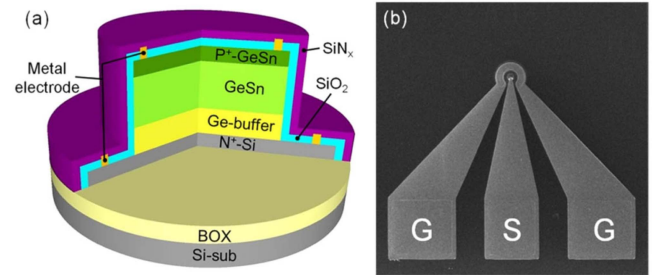 (a)
SiNₓ
P⁺-GeSn
Metal
electrode
GeSn
SiO₂
Ge-buffer
N⁺-Si
BOX
Si-sub
(b)
G S G